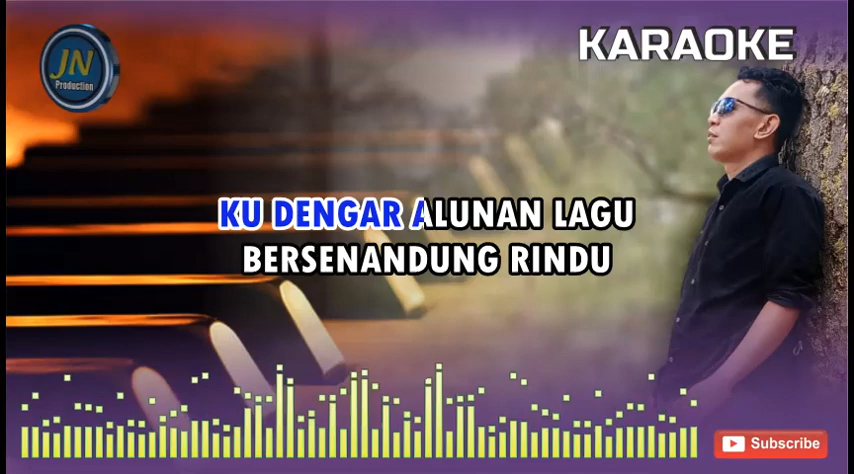 JN
Production
KARAOKE
KU DENGAR ALUNAN LAGU
BERSENANDUNG RINDU
Subscribe